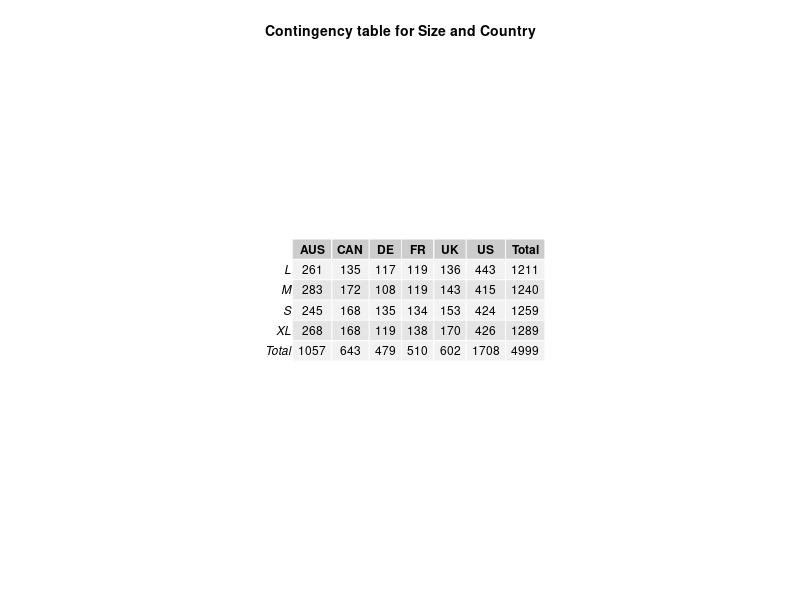 Contingency table for Size and Country
AUS CAN DE FR UK US Total
L 261 135 117 119 136 443 1211
M 283 172 108 119 143 415 1240
S 245 168 135 134 153 424 1259
XL 268 168 119 138 170 426 1289
Total 1057 643 479 510 602 1708 4999